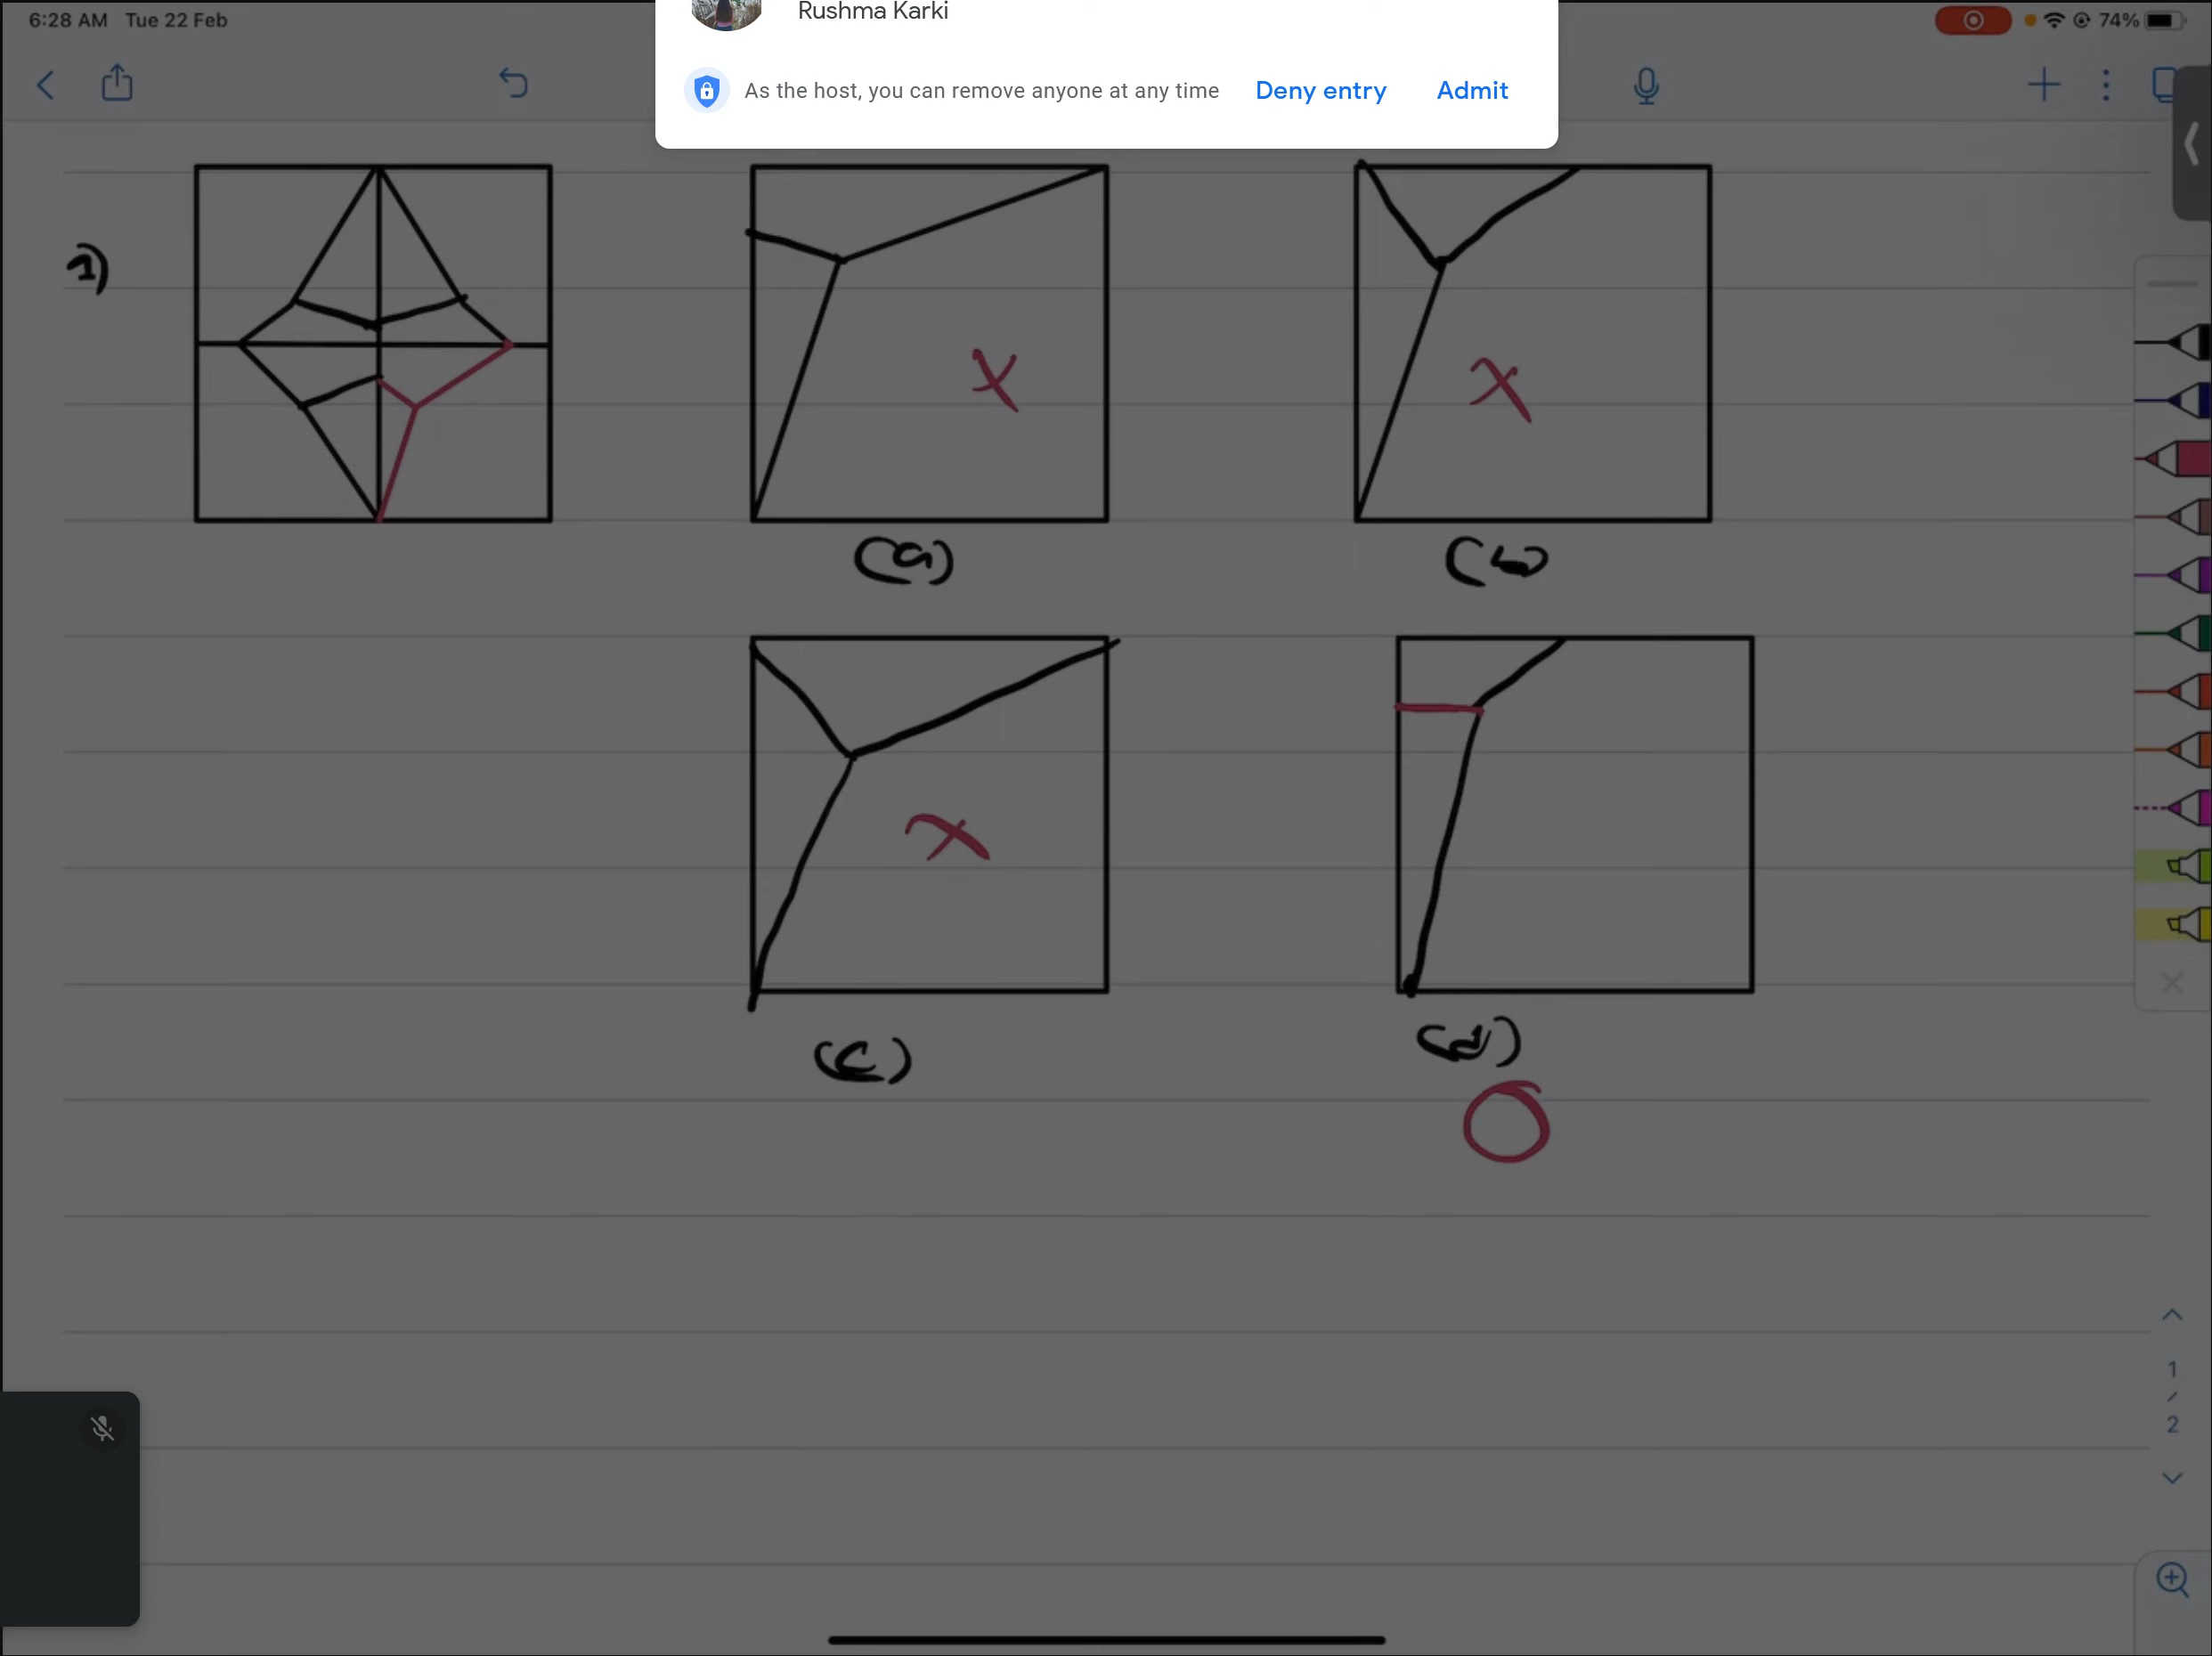 6:28 AM Tue 22 Feb
74%
Rushma Karki
As the host, you can remove anyone at any time
Deny entry
Admit
1)
(a)
(b)
(c)
(d)
1
/
2